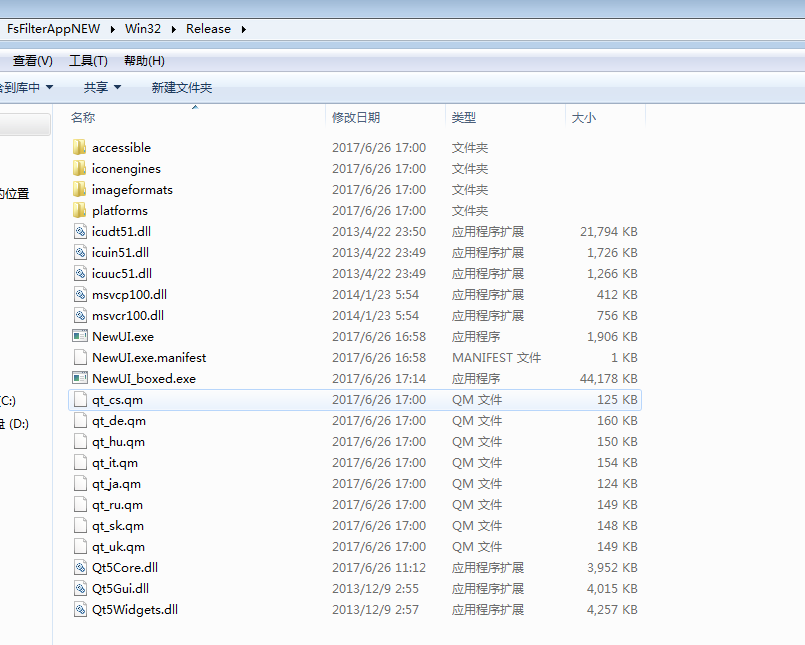 FsFilterAppNEW ▸ Win32 ▸ Release ▸
查看(V) 工具(T) 帮助(H)
含到库中 ▼ 共享 ▼ 新建文件夹
名称 修改日期 类型 大小
accessible 2017/6/26 17:00 文件夹
iconengines 2017/6/26 17:00 文件夹
imageformats 2017/6/26 17:00 文件夹
的位置
platforms 2017/6/26 17:00 文件夹
icudt51.dll 2013/4/22 23:50 应用程序扩展 21,794 KB
icuin51.dll 2013/4/22 23:49 应用程序扩展 1,726 KB
icuuc51.dll 2013/4/22 23:49 应用程序扩展 1,266 KB
msvcp100.dll 2014/1/23 5:54 应用程序扩展 412 KB
msvcr100.dll 2014/1/23 5:54 应用程序扩展 756 KB
NewUI.exe 2017/6/26 16:58 应用程序 1,906 KB
NewUI.exe.manifest 2017/6/26 16:58 MANIFEST 文件 1 KB
NewUI_boxed.exe 2017/6/26 17:14 应用程序 44,178 KB
(C:)
qt_cs.qm 2017/6/26 17:00 QM 文件 125 KB
盘 (D:)
qt_de.qm 2017/6/26 17:00 QM 文件 160 KB
qt_hu.qm 2017/6/26 17:00 QM 文件 150 KB
qt_it.qm 2017/6/26 17:00 QM 文件 154 KB
qt_ja.qm 2017/6/26 17:00 QM 文件 124 KB
qt_ru.qm 2017/6/26 17:00 QM 文件 149 KB
qt_sk.qm 2017/6/26 17:00 QM 文件 148 KB
qt_uk.qm 2017/6/26 17:00 QM 文件 149 KB
Qt5Core.dll 2017/6/26 11:12 应用程序扩展 3,952 KB
Qt5Gui.dll 2013/12/9 2:55 应用程序扩展 4,015 KB
Qt5Widgets.dll 2013/12/9 2:57 应用程序扩展 4,257 KB